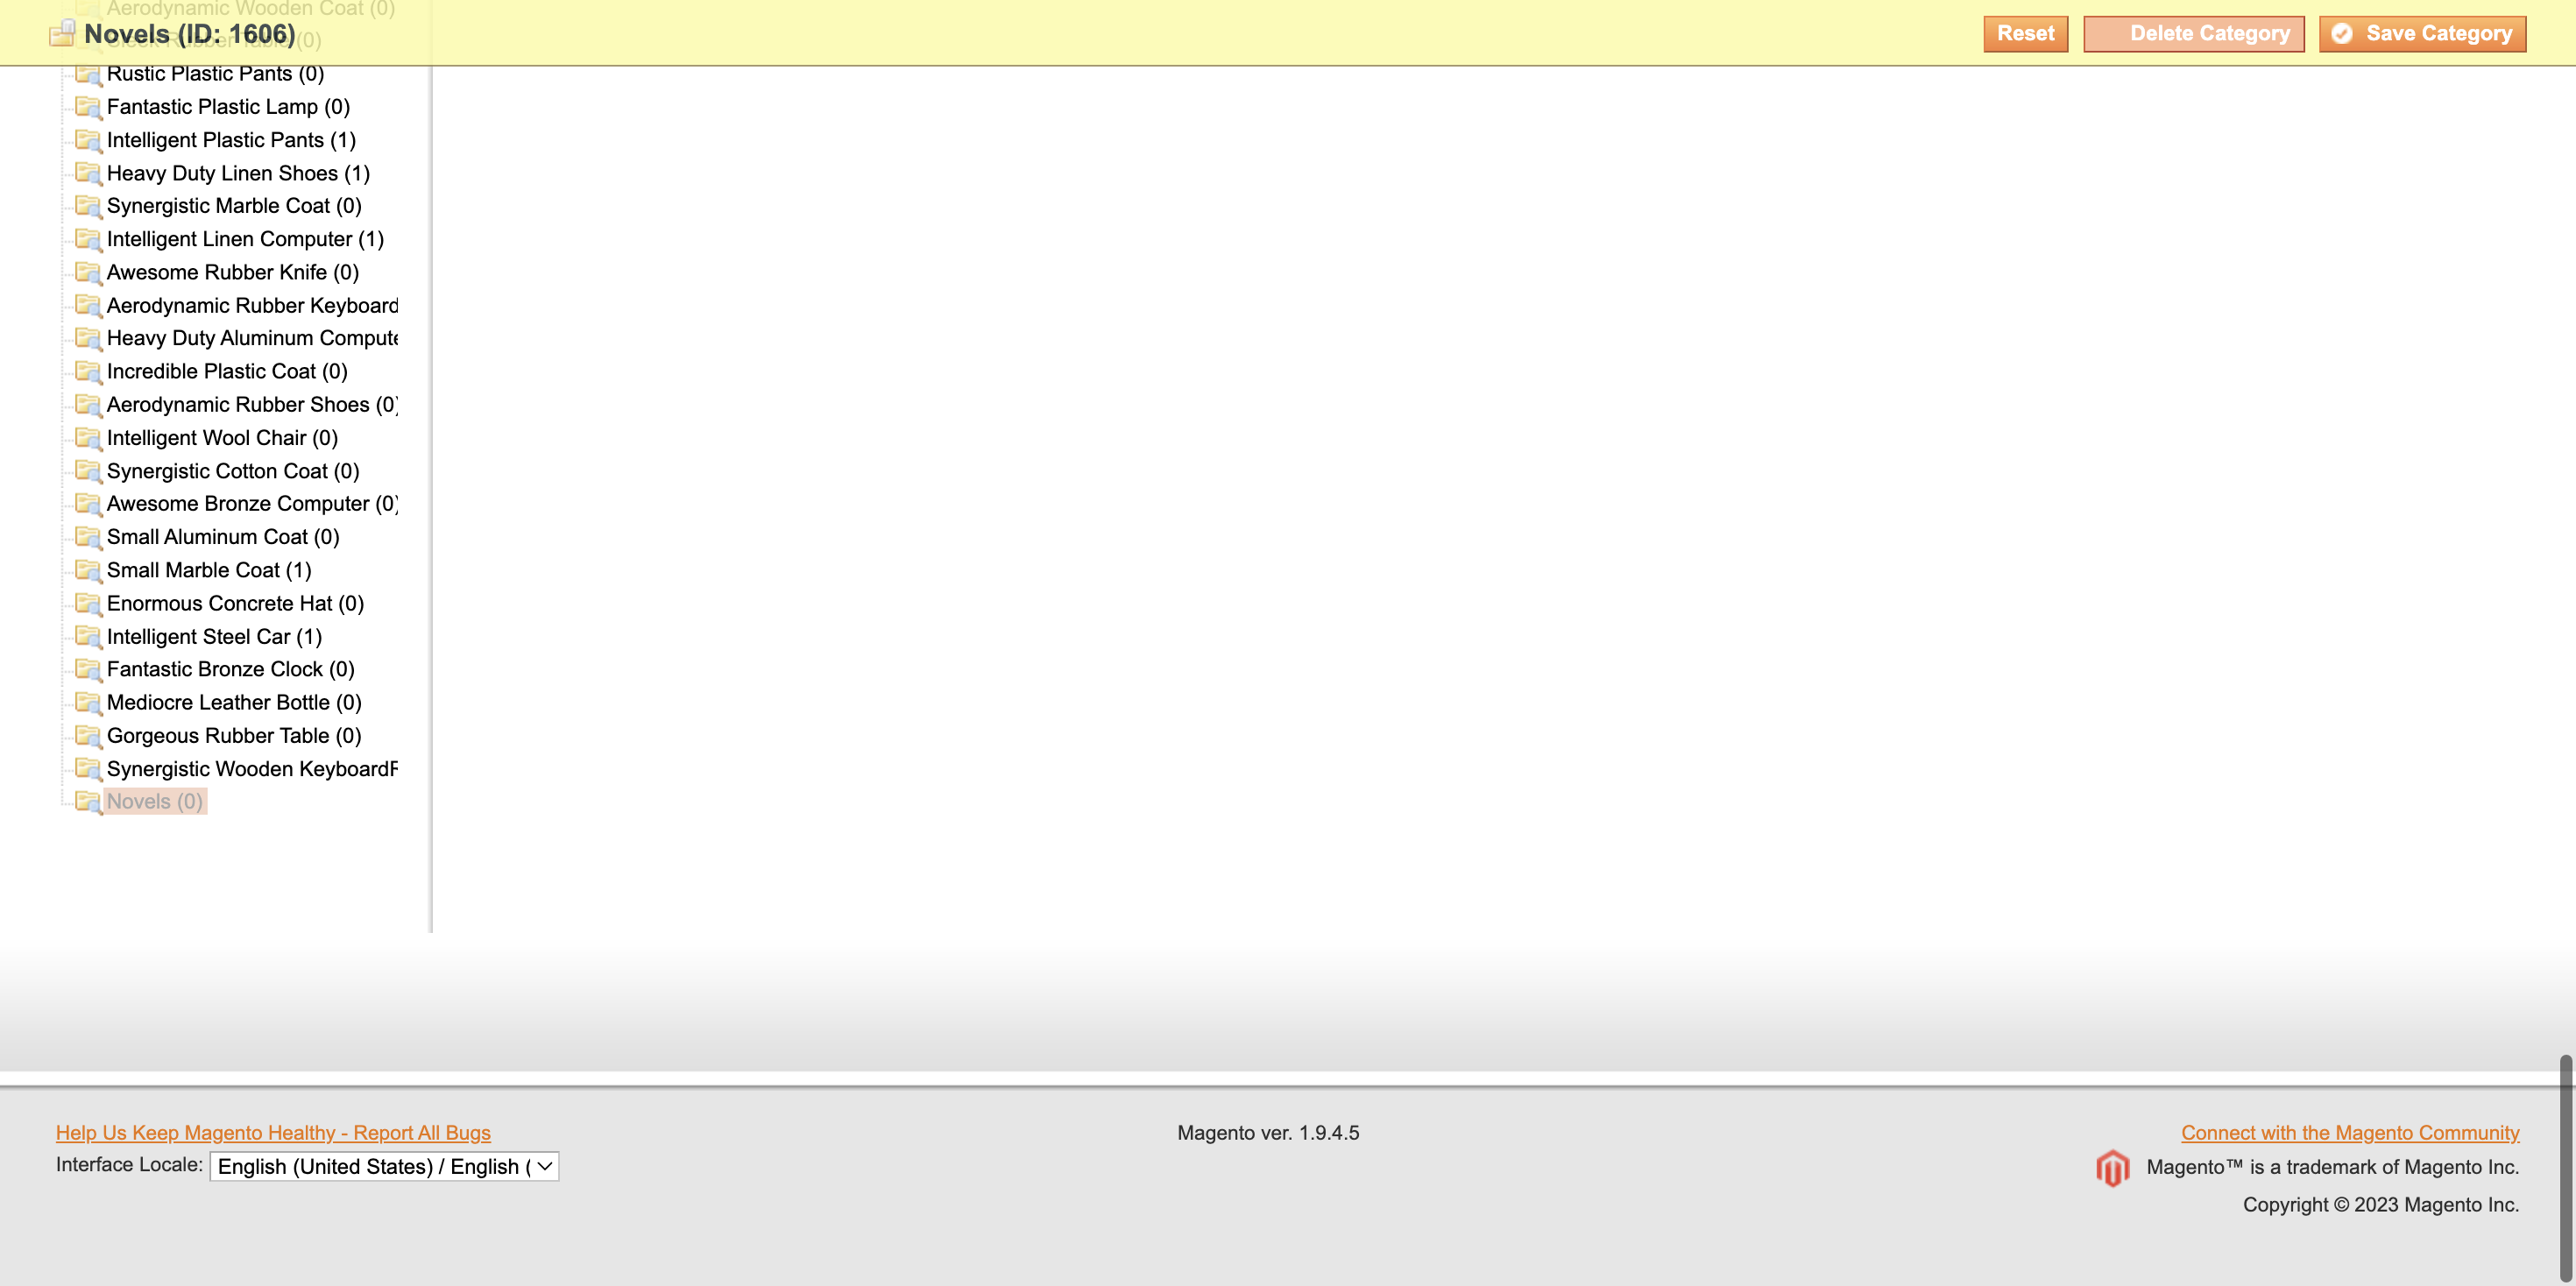 Aerodynamic Wooden Coat (0)
Novels (ID: 1606)
Sleek Rubber Table (0)
Reset
Delete Category
Save Category
Rustic Plastic Pants (0)
Fantastic Plastic Lamp (0)
Intelligent Plastic Pants (1)
Heavy Duty Linen Shoes (1)
Synergistic Marble Coat (0)
Intelligent Linen Computer (1)
Awesome Rubber Knife (0)
Aerodynamic Rubber Keyboard
Heavy Duty Aluminum Compute
Incredible Plastic Coat (0)
Aerodynamic Rubber Shoes (0)
Intelligent Wool Chair (0)
Synergistic Cotton Coat (0)
Awesome Bronze Computer (0)
Small Aluminum Coat (0)
Small Marble Coat (1)
Enormous Concrete Hat (0)
Intelligent Steel Car (1)
Fantastic Bronze Clock (0)
Mediocre Leather Bottle (0)
Gorgeous Rubber Table (0)
Synergistic Wooden KeyboardF
Novels (0)
Help Us Keep Magento Healthy - Report All Bugs
Interface Locale: English (United States) / English (
Magento ver. 1.9.4.5
Connect with the Magento Community
Magento™ is a trademark of Magento Inc.
Copyright © 2023 Magento Inc.